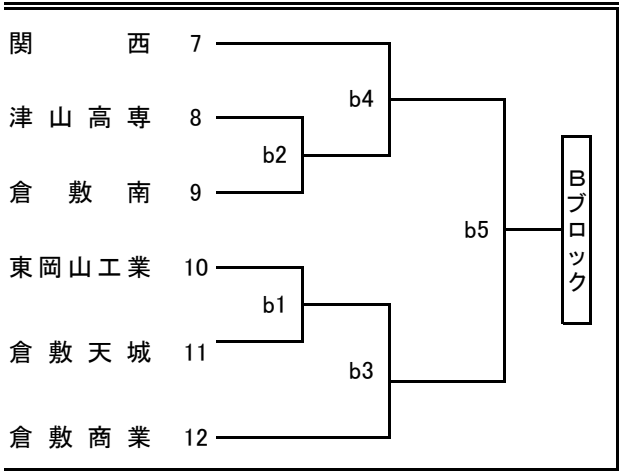 関西 7
b4
津山高専 8
b2
倉敷南 9
Bブロック
b5
東岡山工業 10
b1
倉敷天城 11
b3
倉敷商業 12